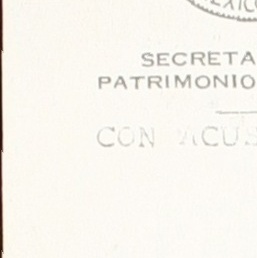 SECRETA
PATRIMONIO
CON ACUS